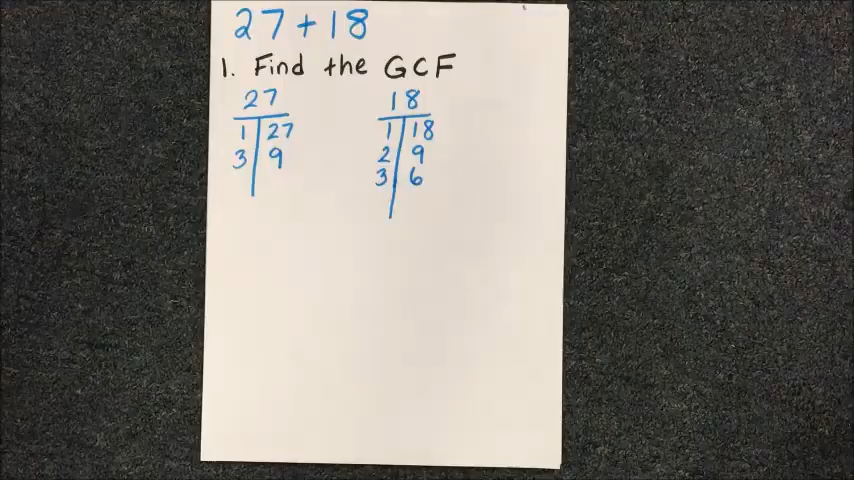 27+18
1. Find the GCF
27 18
1 27 1 18
3 9 2 9
3 6